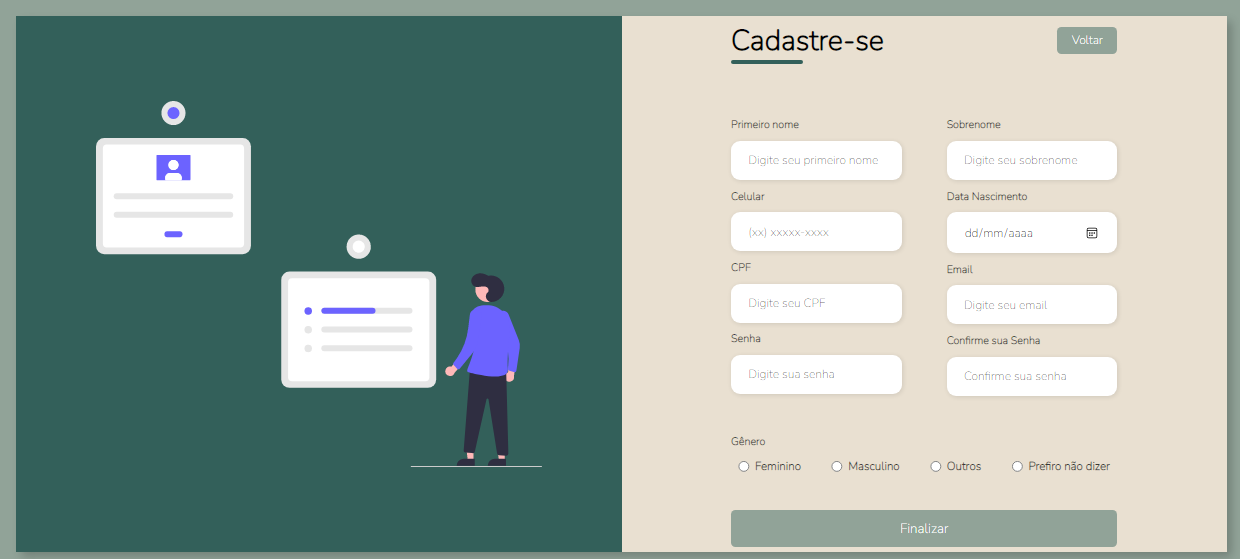 Cadastre-se
Voltar
Primeiro nome
Sobrenome
Digite seu primeiro nome
Digite seu sobrenome
Celular
Data Nascimento
(xx) xxxxx-xxxx
dd/mm/aaaa
CPF
Email
Digite seu CPF
Digite seu email
Senha
Confirme sua Senha
Digite sua senha
Confirme sua senha
Gênero
Feminino
Masculino
Outros
Prefiro não dizer
Finalizar